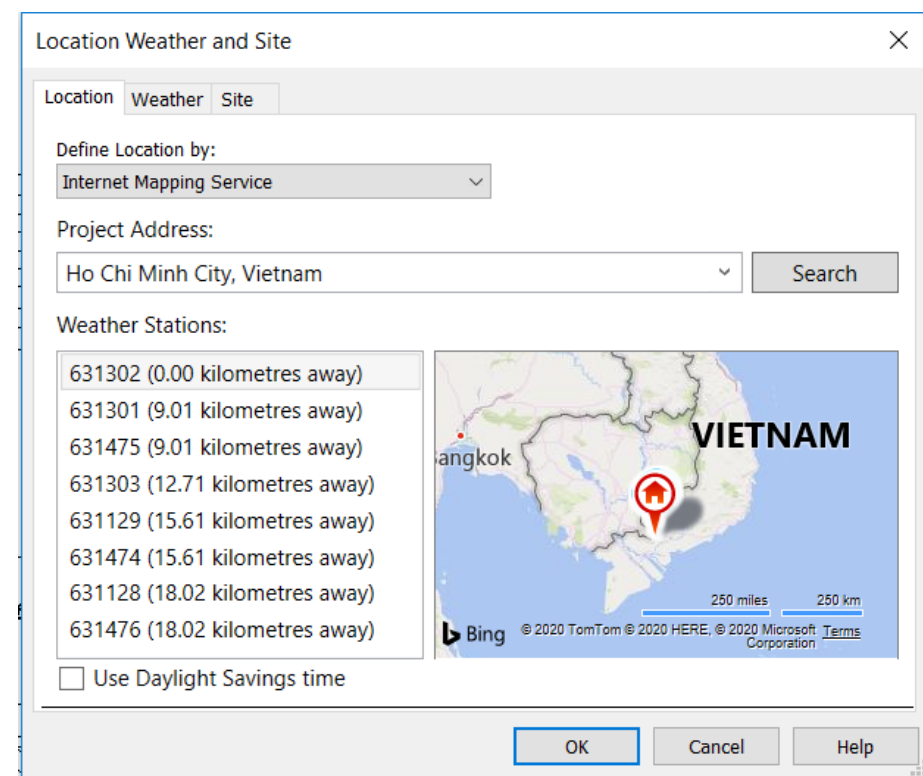 Location Weather and Site
Location Weather Site
Define Location by:
Internet Mapping Service
Project Address:
Ho Chi Minh City, Vietnam
Search
Weather Stations:
631302 (0.00 kilometres away)
631301 (9.01 kilometres away)
631475 (9.01 kilometres away)
631303 (12.71 kilometres away)
631129 (15.61 kilometres away)
631474 (15.61 kilometres away)
631128 (18.02 kilometres away)
631476 (18.02 kilometres away)
VIETNAM
angkok
250 miles 250 km
Bing © 2020 TomTom © 2020 HERE, © 2020 Microsoft Terms
Corporation
Use Daylight Savings time
OK Cancel Help